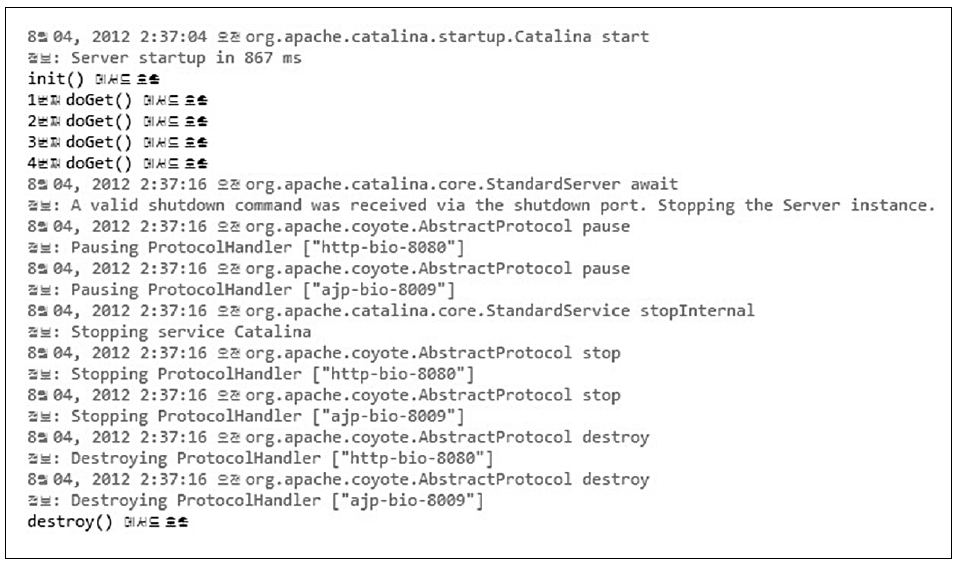 8월 04, 2012 2:37:04 오전 org.apache.catalina.startup.Catalina start
정보: Server startup in 867 ms
init() 메서드 호출
1번째 doGet() 메서드 호출
2번째 doGet() 메서드 호출
3번째 doGet() 메서드 호출
4번째 doGet() 메서드 호출
8월 04, 2012 2:37:16 오전 org.apache.catalina.core.StandardServer await
정보: A valid shutdown command was received via the shutdown port. Stopping the Server instance.
8월 04, 2012 2:37:16 오전 org.apache.coyote.AbstractProtocol pause
정보: Pausing ProtocolHandler ["http-bio-8080"]
8월 04, 2012 2:37:16 오전 org.apache.coyote.AbstractProtocol pause
정보: Pausing ProtocolHandler ["ajp-bio-8009"]
8월 04, 2012 2:37:16 오전 org.apache.catalina.core.StandardService stopInternal
정보: Stopping service Catalina
8월 04, 2012 2:37:16 오전 org.apache.coyote.AbstractProtocol stop
정보: Stopping ProtocolHandler ["http-bio-8080"]
8월 04, 2012 2:37:16 오전 org.apache.coyote.AbstractProtocol stop
정보: Stopping ProtocolHandler ["ajp-bio-8009"]
8월 04, 2012 2:37:16 오전 org.apache.coyote.AbstractProtocol destroy
정보: Destroying ProtocolHandler ["http-bio-8080"]
8월 04, 2012 2:37:16 오전 org.apache.coyote.AbstractProtocol destroy
정보: Destroying ProtocolHandler ["ajp-bio-8009"]
destroy() 메서드 호출